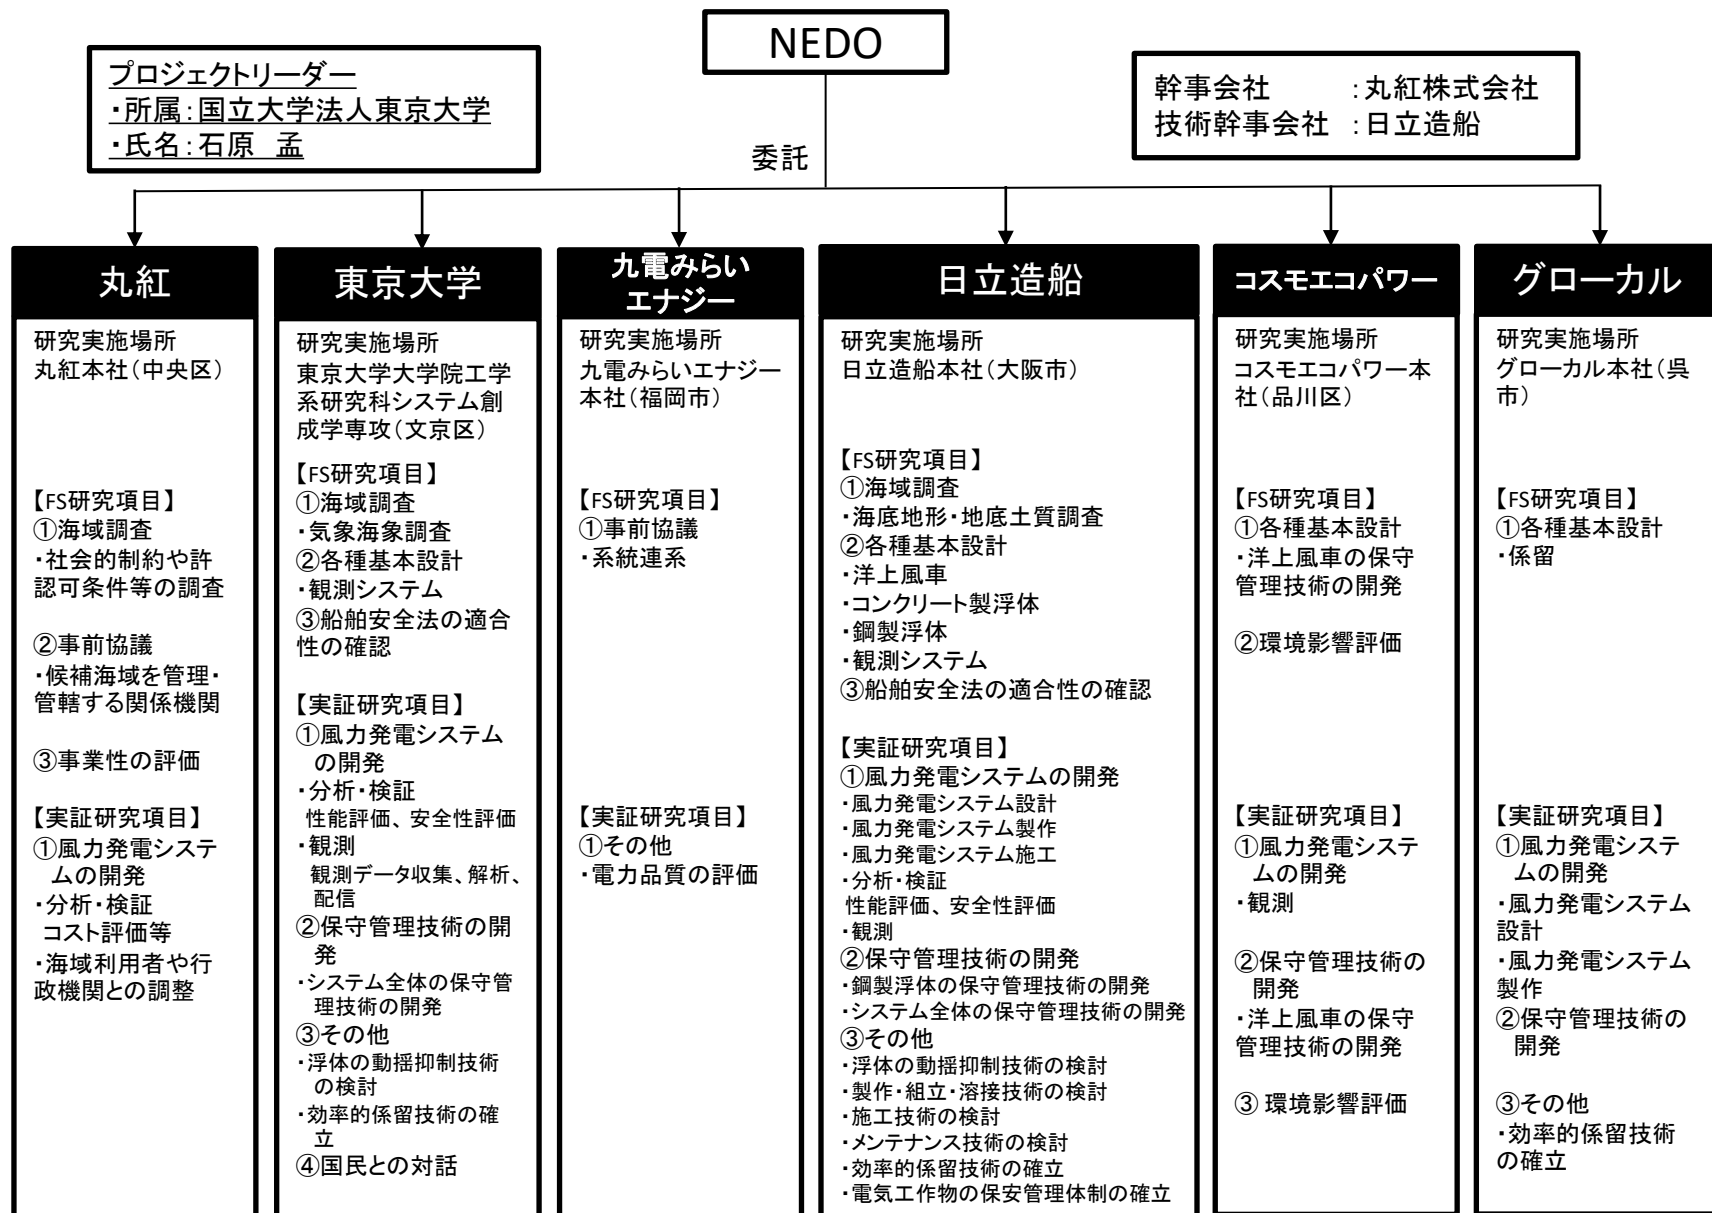 NEDO
プロジェクトリーダー
・所属：国立大学法人東京大学
・氏名：石原　孟
幹事会社　　　：丸紅株式会社
技術幹事会社　：日立造船
委託
丸紅
研究実施場所
丸紅本社（中央区）
【FS研究項目】
①海域調査
・社会的制約や許
認可条件等の調査
②事前協議
・候補海域を管理・
管轄する関係機関
③事業性の評価
【実証研究項目】
①風力発電システ
ムの開発
・分析・検証
コスト評価等
・海域利用者や行
政機関との調整
東京大学
研究実施場所
東京大学大学院工学
系研究科システム創
成学専攻（文京区）
【FS研究項目】
①海域調査
・気象海象調査
②各種基本設計
・観測システム
③船舶安全法の適合
性の確認
【実証研究項目】
①風力発電システム
の開発
・分析・検証
性能評価、安全性評価
・観測
観測データ収集、解析、
配信
②保守管理技術の開
発
・システム全体の保守管
理技術の開発
③その他
・浮体の動揺抑制技術
の検討
・効率的係留技術の確
立
④国民との対話
九電みらい
エナジー
研究実施場所
九電みらいエナジー
本社（福岡市）
【FS研究項目】
①事前協議
・系統連系
【実証研究項目】
①その他
・電力品質の評価
日立造船
研究実施場所
日立造船本社（大阪市）
【FS研究項目】
①海域調査
・海底地形・地底土質調査
②各種基本設計
・洋上風車
・コンクリート製浮体
・鋼製浮体
・観測システム
③船舶安全法の適合性の確認
【実証研究項目】
①風力発電システムの開発
・風力発電システム設計
・風力発電システム製作
・風力発電システム施工
・分析・検証
性能評価、安全性評価
・観測
②保守管理技術の開発
・鋼製浮体の保守管理技術の開発
・システム全体の保守管理技術の開発
③その他
・浮体の動揺抑制技術の検討
・製作・組立・溶接技術の検討
・施工技術の検討
・メンテナンス技術の検討
・効率的係留技術の確立
・電気工作物の保安管理体制の確立
コスモエコパワー
研究実施場所
コスモエコパワー本
社（品川区）
【FS研究項目】
①各種基本設計
・洋上風車の保守
管理技術の開発
②環境影響評価
【実証研究項目】
①風力発電システ
ムの開発
・観測
②保守管理技術の
開発
・洋上風車の保守
管理技術の開発
③ 環境影響評価
グローカル
研究実施場所
グローカル本社（呉
市）
【FS研究項目】
①各種基本設計
・係留
【実証研究項目】
①風力発電システ
ムの開発
・風力発電システム
設計
・風力発電システム
製作
②保守管理技術の
開発
③その他
・効率的係留技術
の確立